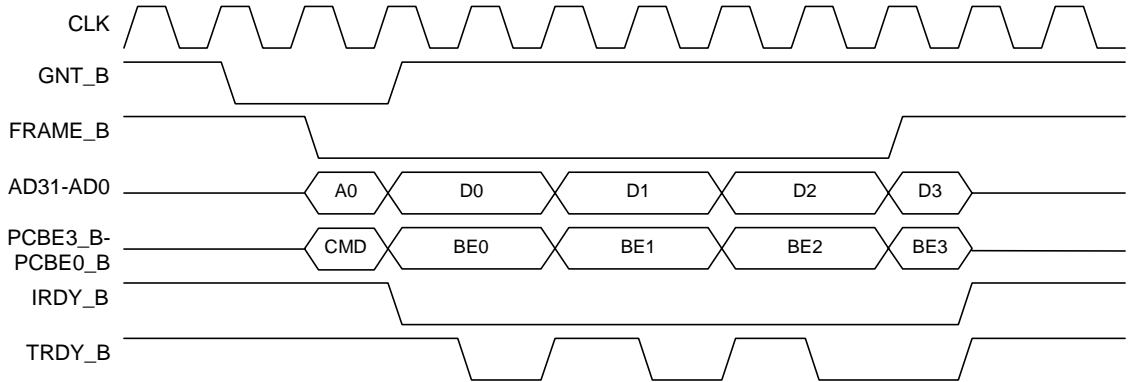 CLK
GNT_B
FRAME_B
AD31-AD0
A0 D0 D1 D2 D3
PCBE3_B-
PCBE0_B
CMD BE0 BE1 BE2 BE3
IRDY_B
TRDY_B